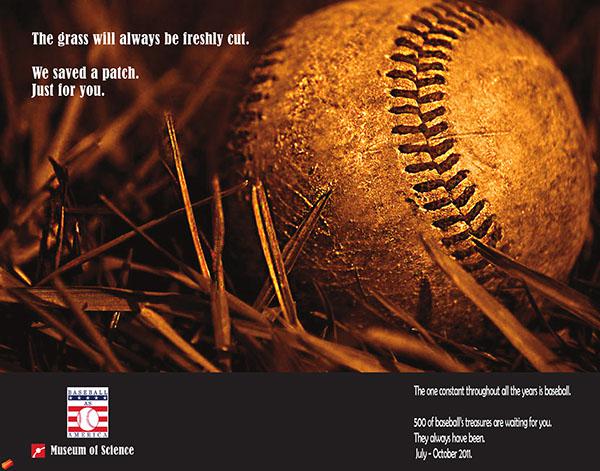 The grass will always be freshly cut.
We saved a patch.
Just for you.
BASEBALL
AS
AMERICA
Museum of Science
The one constant throughout all the years is baseball.
500 of baseball's treasures are waiting for you.
They always have been.
July - October 2011.